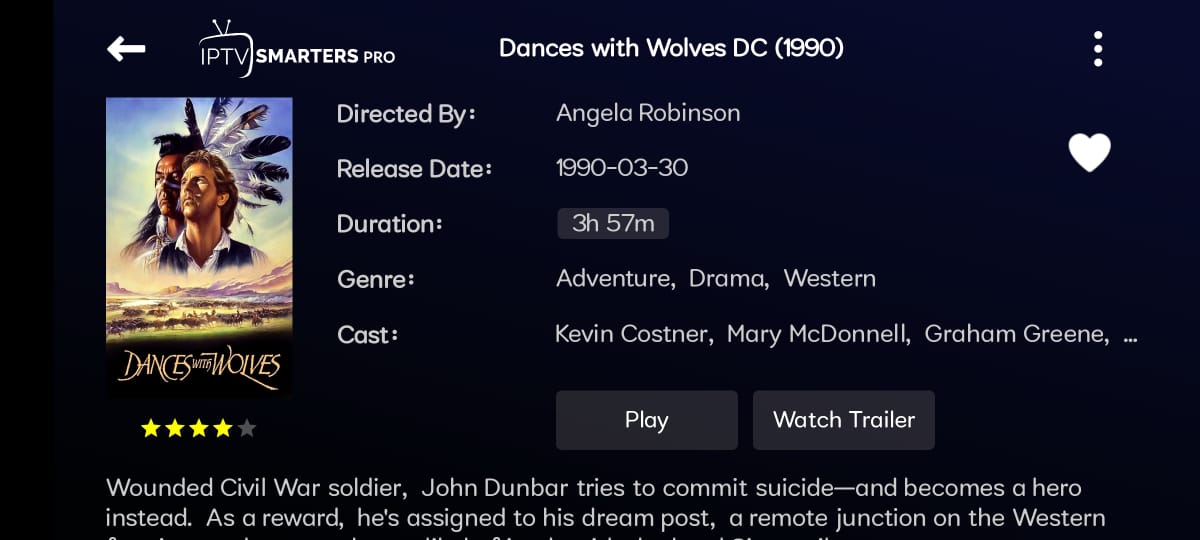 IPTV SMARTERS PRO
Dances with Wolves DC (1990)
Directed By: Angela Robinson
Release Date: 1990-03-30
Duration: 3h 57m
Genre: Adventure, Drama, Western
Cast: Kevin Costner, Mary McDonnell, Graham Greene, ...
DANCES WITH WOLVES
Play
Watch Trailer
Wounded Civil War soldier, John Dunbar tries to commit suicide—and becomes a hero
instead. As a reward, he's assigned to his dream post, a remote junction on the Western